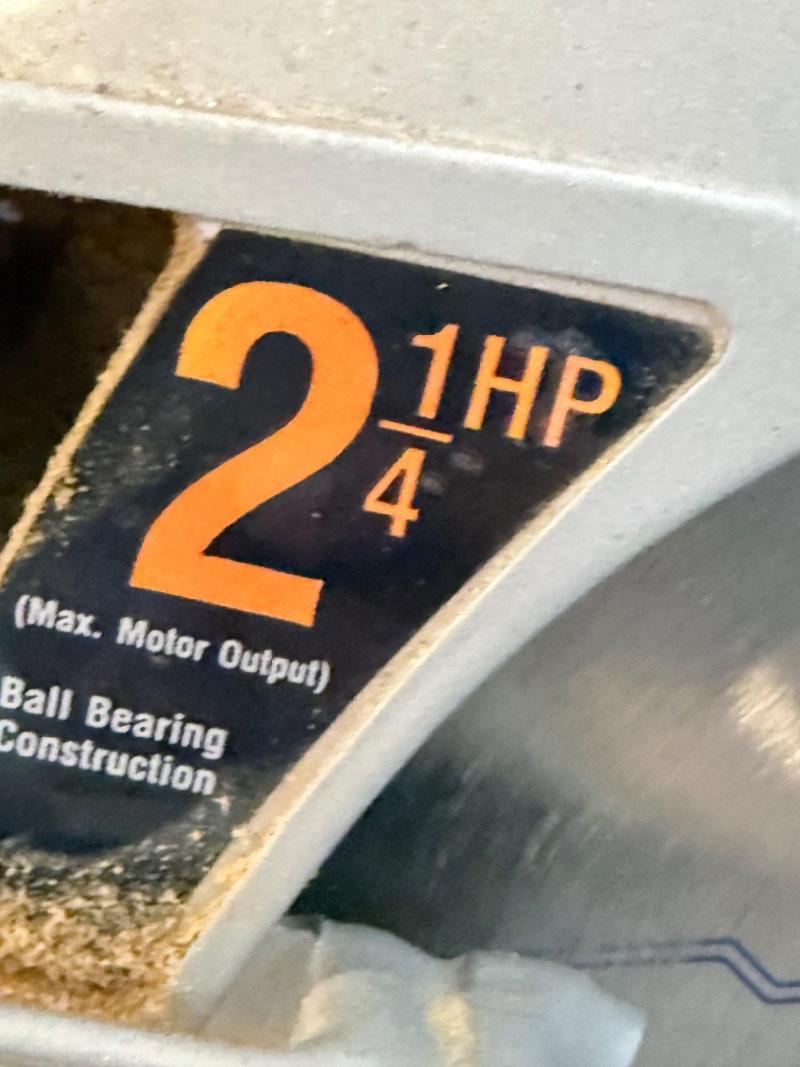 2 1/4 HP
(Max. Motor Output)
Ball Bearing
Construction